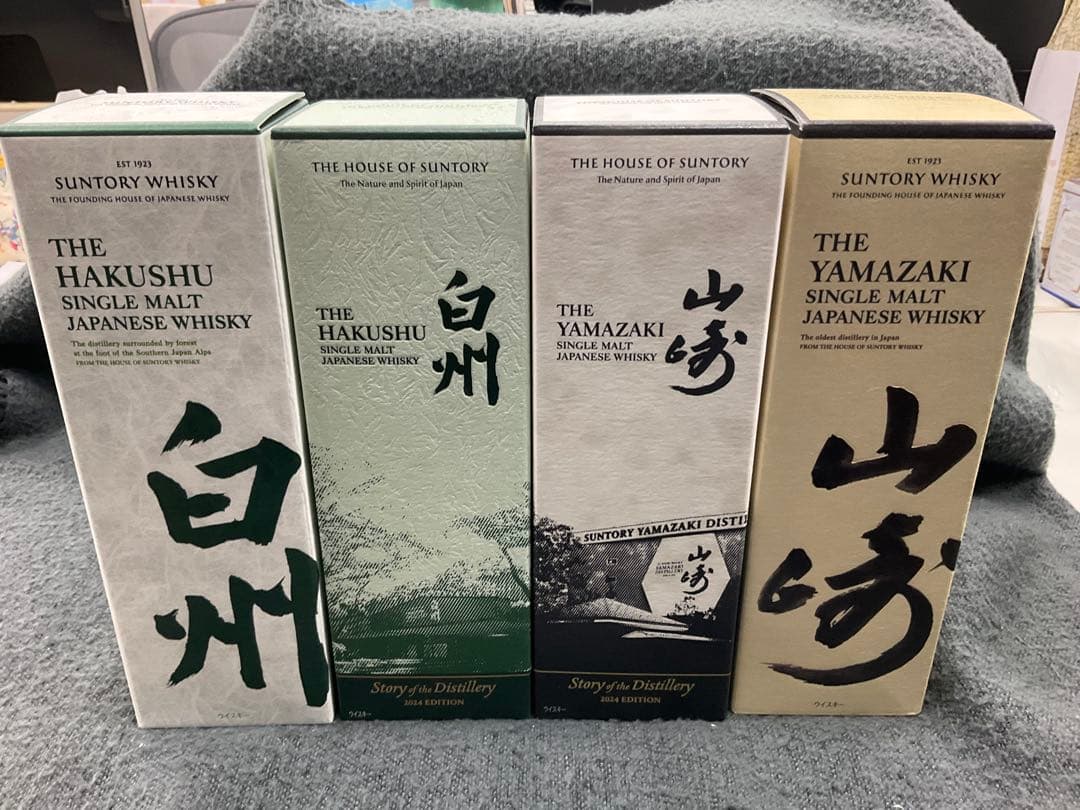 EST 1923
SUNTORY WHISKY
THE FOUNDING HOUSE OF JAPANESE WHISKY
THE
HAKUSHU
SINGLE MALT
JAPANESE WHISKY
The distillery surrounded by forest
at the foot of the Southern Japan Alps
FROM THE HOUSE OF SUNTORY WHISKY
白州
ウイスキー
THE HOUSE OF SUNTORY
The Nature and Spirit of Japan
THE
HAKUSHU
SINGLE MALT
JAPANESE WHISKY
白州
Story of the Distillery
2024 EDITION
ウイスキー
THE HOUSE OF SUNTORY
The Nature and Spirit of Japan
THE
YAMAZAKI
SINGLE MALT
JAPANESE WHISKY
山崎
SUNTORY YAMAZAKI DISTI
山崎
Story of the Distillery
2024 EDITION
ウイスキー
EST 1923
SUNTORY WHISKY
THE FOUNDING HOUSE OF JAPANESE WHISKY
THE
YAMAZAKI
SINGLE MALT
JAPANESE WHISKY
The oldest distillery in Japan
FROM THE HOUSE OF SUNTORY WHISKY
山崎
ウイスキー